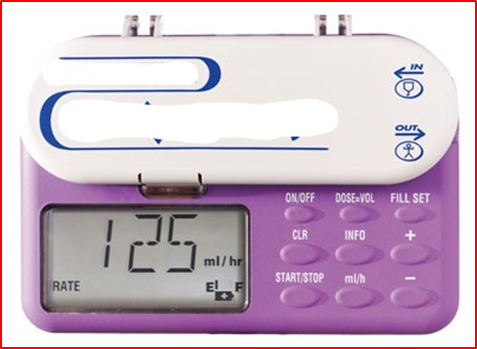 IN
OUT
ON/OFF DOSE=VOL FILL SET
CLR INFO +
START/STOP ml/h −
125 ml/hr
RATE E F